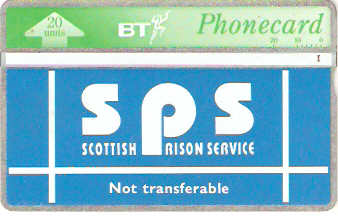 20
units
BT
Phonecard
20 10 0
I
sps
SCOTTISH PRISON SERVICE
Not transferable